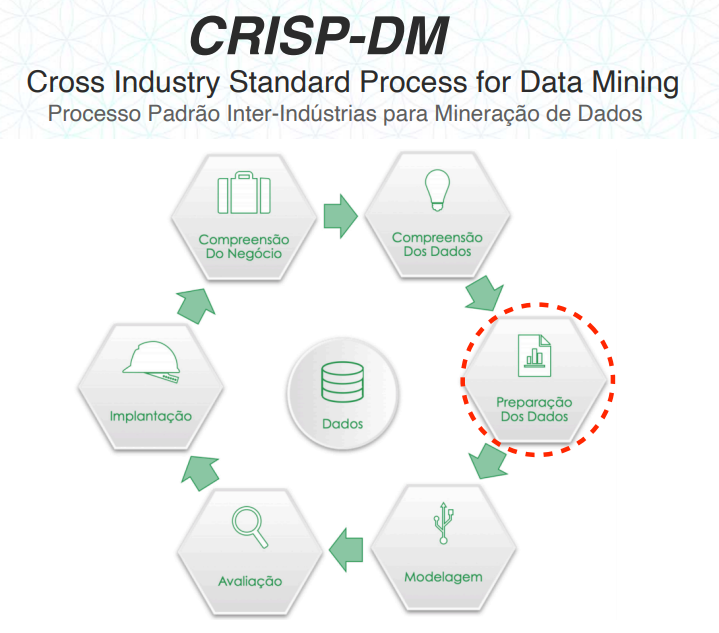 CRISP-DM
Cross Industry Standard Process for Data Mining
Processo Padrão Inter-Indústrias para Mineração de Dados
Compreensão
Do Negócio
Compreensão
Dos Dados
Preparação
Dos Dados
Modelagem
Avaliação
Implantação
Dados